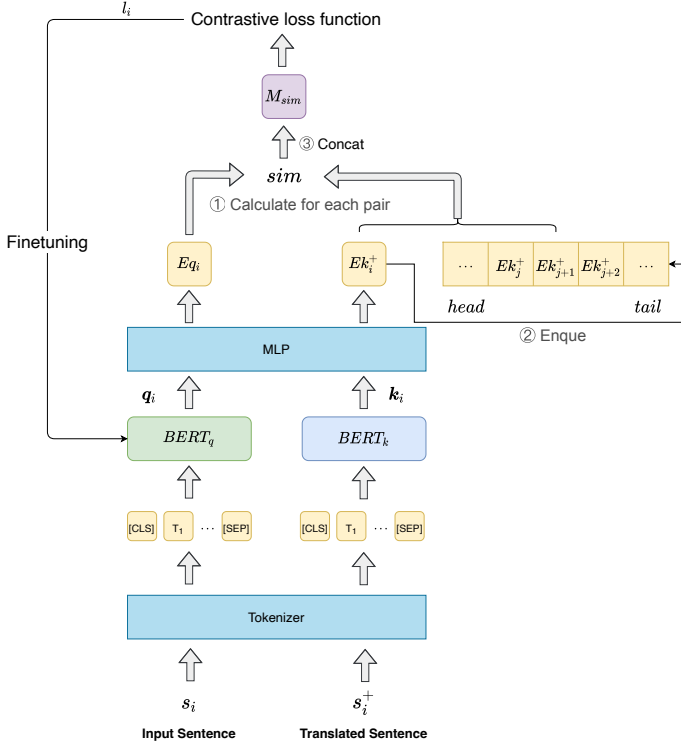 l_i
Contrastive loss function
M_{sim}
③ Concat
sim
① Calculate for each pair
Finetuning
Eq_i
Ek_i^+
... Ek_j^+ Ek_{j+1}^+ Ek_{j+2}^+ ...
head tail
② Enque
MLP
q_i k_i
BERT_q BERT_k
[CLS] T_1 ... [SEP] [CLS] T_1 ... [SEP]
Tokenizer
s_i s_i^+
Input Sentence Translated Sentence